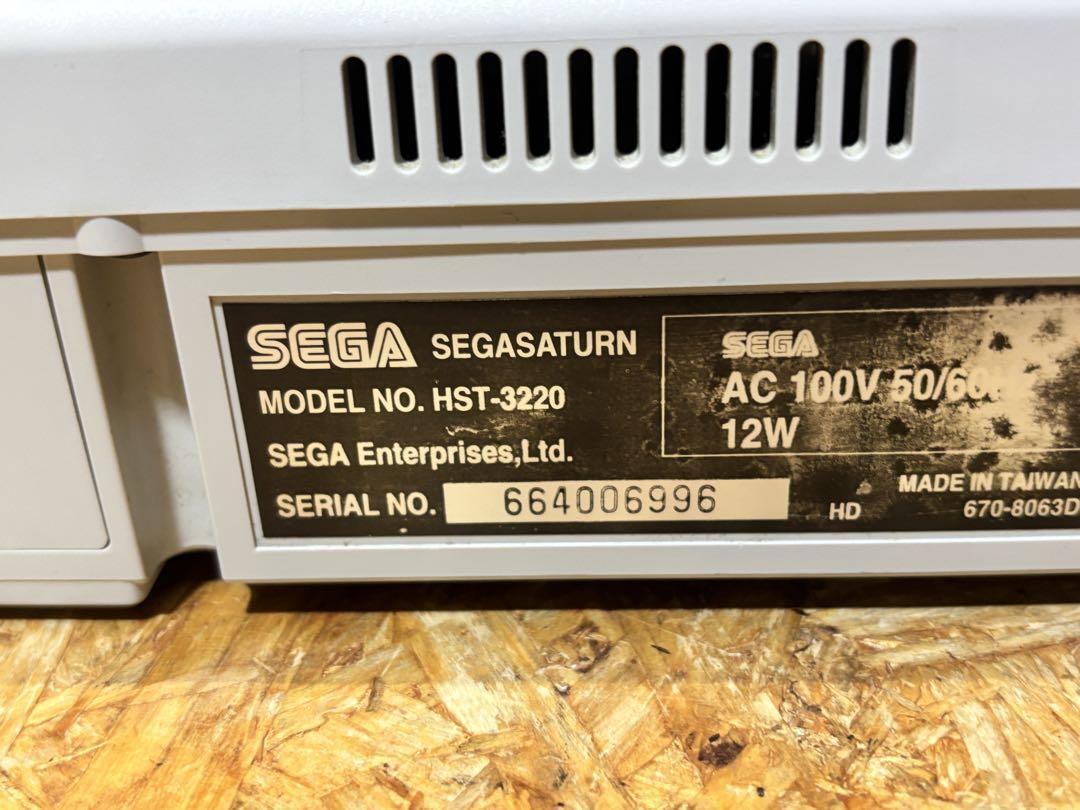 SEGA SEGASATURN
MODEL NO. HST-3220
SEGA Enterprises,Ltd.
SERIAL NO. 664006996
SEGA
AC 100V 50/60
12W
HD
MADE IN TAIWAN
670-8063D